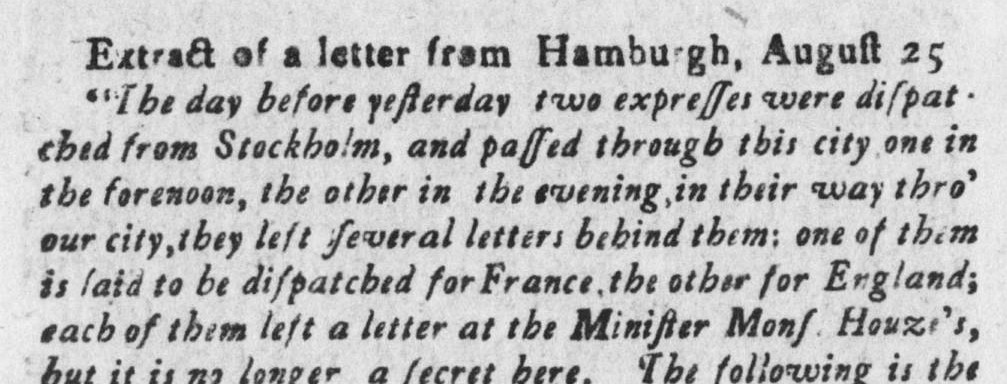 Extract of a letter from Hamburgh, Auguſt 25
"The day before yeſterday two expreſſes were diſpat-
ched from Stockholm, and paſſed through this city one in
the forenoon, the other in the evening, in their way thro'
our city, they left ſeveral letters behind them: one of them
is ſaid to be diſpatched for France, the other for England;
each of them left a letter at the Miniſter Monſ. Houze's,
but it is no longer a ſecret here. The following is the